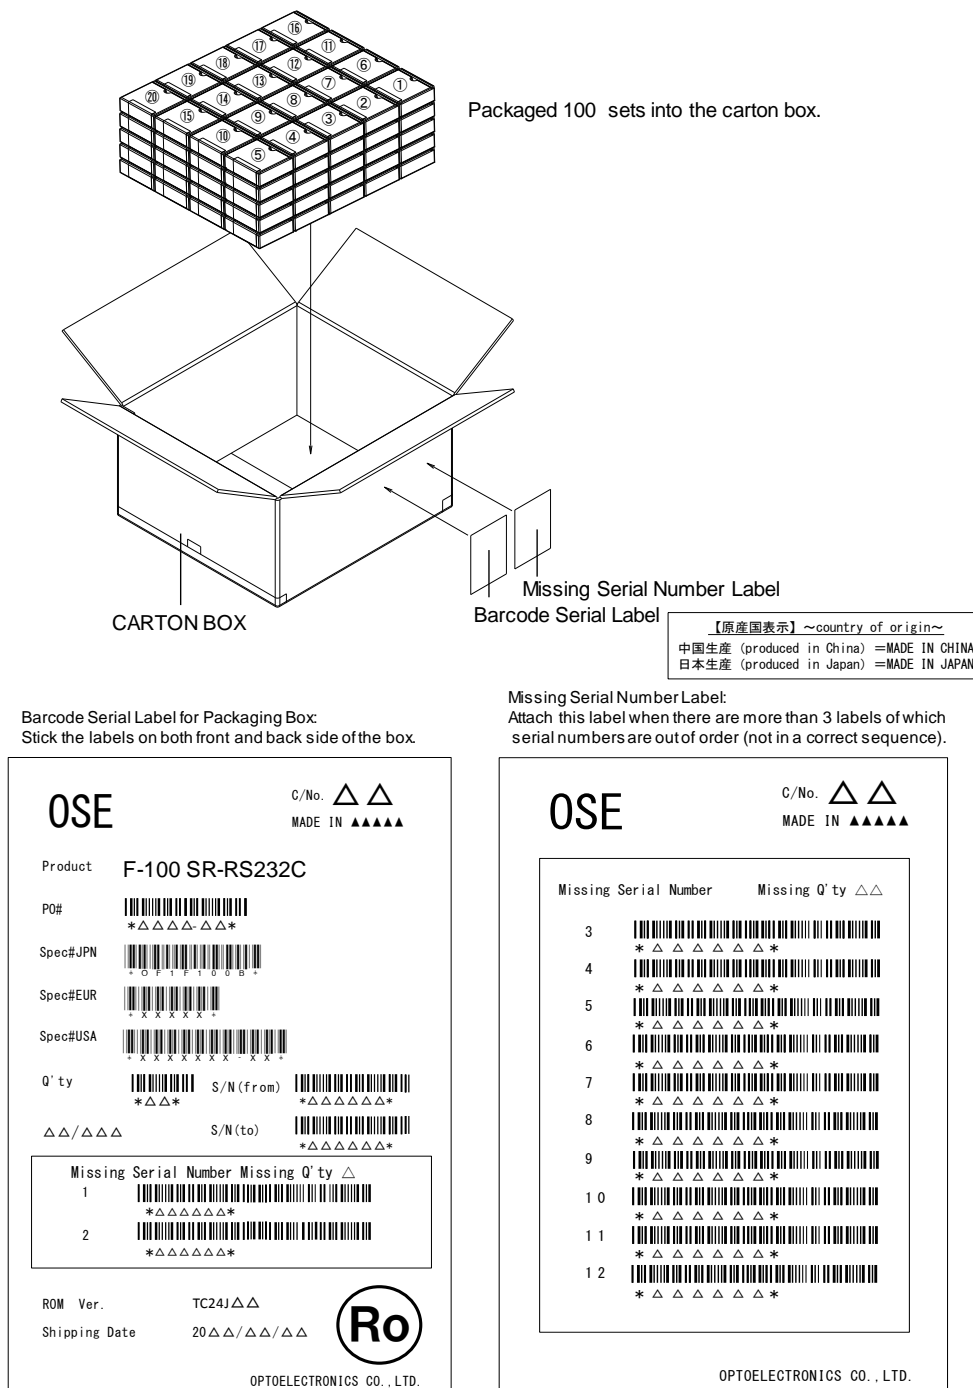 ⑯
⑰ ⑪
⑱ ⑫ ⑥
⑲ ⑬ ⑦ ①
⑳ ⑭ ⑧ ②
⑮ ⑨ ③
⑩ ④
⑤
Packaged 100 sets into the carton box.
Missing Serial Number Label
Barcode Serial Label
CARTON BOX
【原産国表示】～country of origin～
中国生産 (produced in China) ＝MADE IN CHINA
日本生産 (produced in Japan) ＝MADE IN JAPAN
Barcode Serial Label for Packaging Box:
Stick the labels on both front and back side of the box.
OSE
C/No. △ △
MADE IN ▲▲▲▲▲
Product F-100 SR-RS232C
PO#
*△△△△-△△*
Spec#JPN
+ O F 1 F 1 0 0 B +
Spec#EUR
+ X X X X X +
Spec#USA
+ X X X X X X X - X X +
Q'ty
*△△*
S/N(from)
*△△△△△△*
△△/△△△
S/N(to)
*△△△△△△*
Missing Serial Number Missing Q'ty △
1
*△△△△△△*
2
*△△△△△△*
ROM Ver. TC24J△△
Shipping Date 20△△/△△/△△
Ro
OPTOELECTRONICS CO.,LTD.
Missing Serial Number Label:
Attach this label when there are more than 3 labels of which
serial numbers are out of order (not in a correct sequence).
OSE
C/No. △ △
MADE IN ▲▲▲▲▲
Missing Serial Number Missing Q'ty △△
3
* △ △ △ △ △ △ *
4
* △ △ △ △ △ △ *
5
* △ △ △ △ △ △ *
6
* △ △ △ △ △ △ *
7
* △ △ △ △ △ △ *
8
* △ △ △ △ △ △ *
9
* △ △ △ △ △ △ *
10
* △ △ △ △ △ △ *
11
* △ △ △ △ △ △ *
12
* △ △ △ △ △ △ *
OPTOELECTRONICS CO.,LTD.